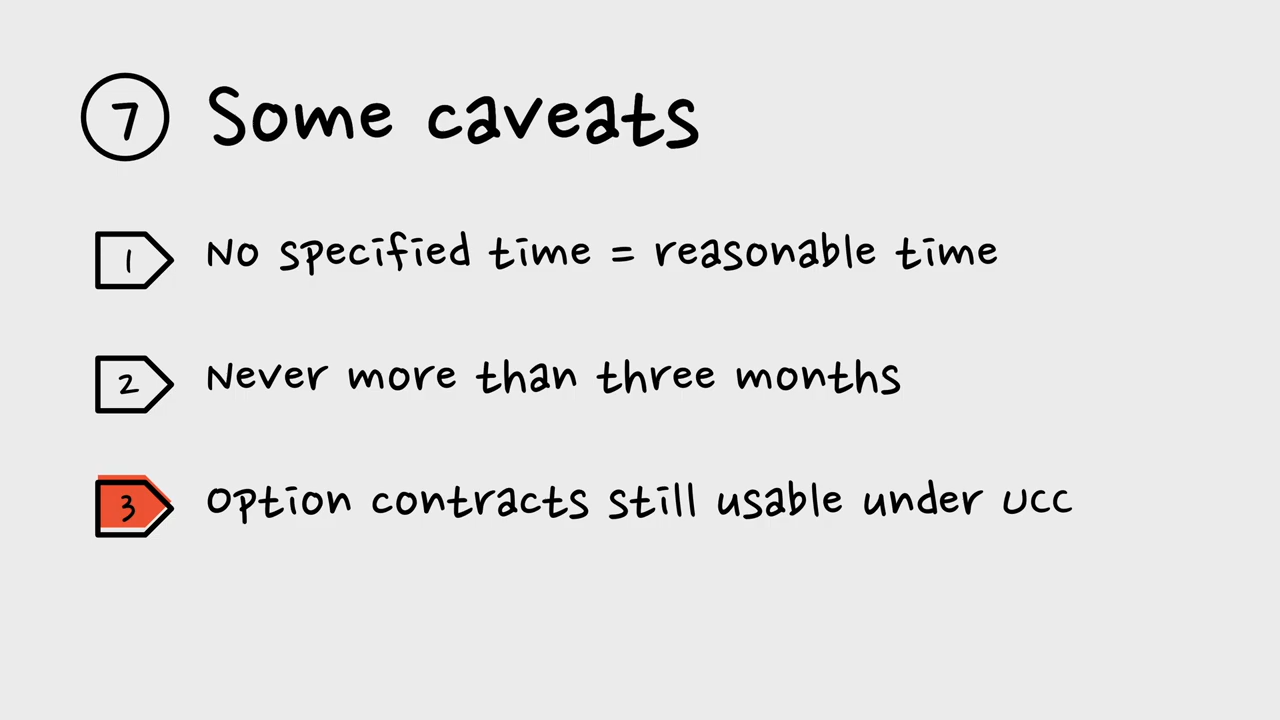 7 Some caveats
1 No specified time = reasonable time
2 Never more than three months
3 Option contracts still usable under UCC